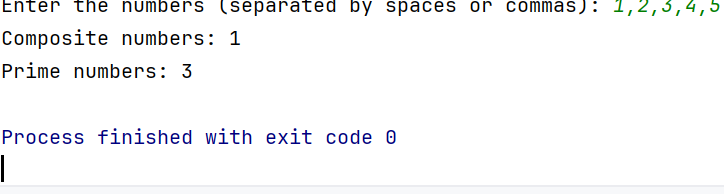 Enter the numbers (separated by spaces or commas): 1,2,3,4,5
Composite numbers: 1
Prime numbers: 3
Process finished with exit code 0